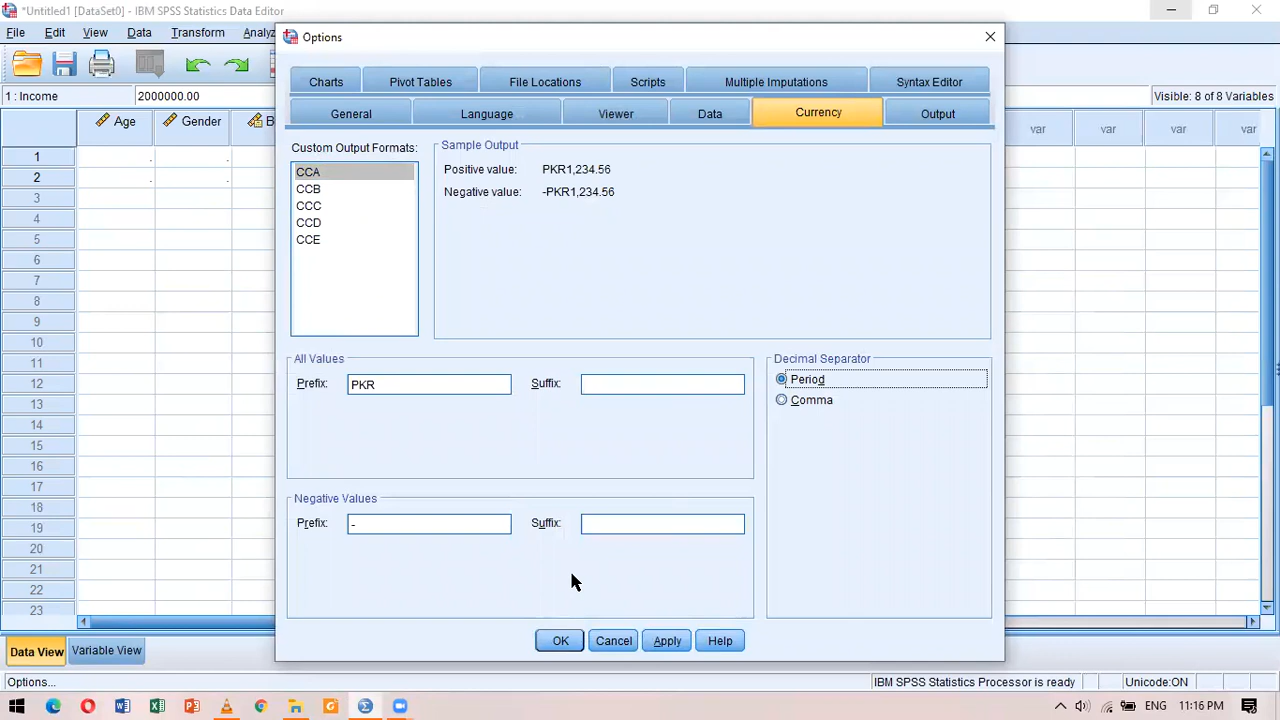 *Untitled1 [DataSet0] - IBM SPSS Statistics Data Editor
File Edit View Data Transform Analyz
1 : Income 2000000.00 Visible: 8 of 8 Variables
Age Gender B var var var var
1
2
3
4
5
6
7
8
9
10
11
12
13
14
15
16
17
18
19
20
21
22
23
Options
Charts Pivot Tables File Locations Scripts Multiple Imputations Syntax Editor
General Language Viewer Data Currency Output
Custom Output Formats:
CCA
CCB
CCC
CCD
CCE
Sample Output
Positive value: PKR1,234.56
Negative value: -PKR1,234.56
All Values
Prefix: PKR Suffix:
Negative Values
Prefix: - Suffix:
Decimal Separator
Period
Comma
OK Cancel Apply Help
Data View Variable View
Options... IBM SPSS Statistics Processor is ready Unicode:ON
ENG 11:16 PM